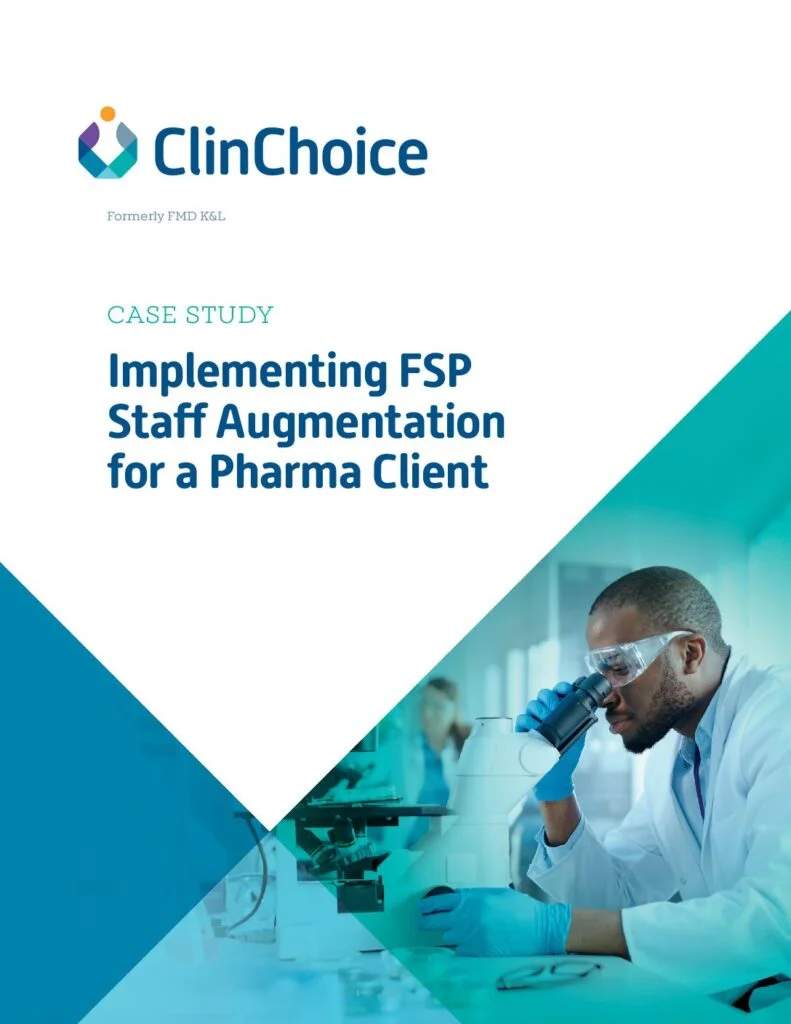 ClinChoice
Formerly FMD K&L
CASE STUDY
Implementing FSP
Staff Augmentation
for a Pharma Client